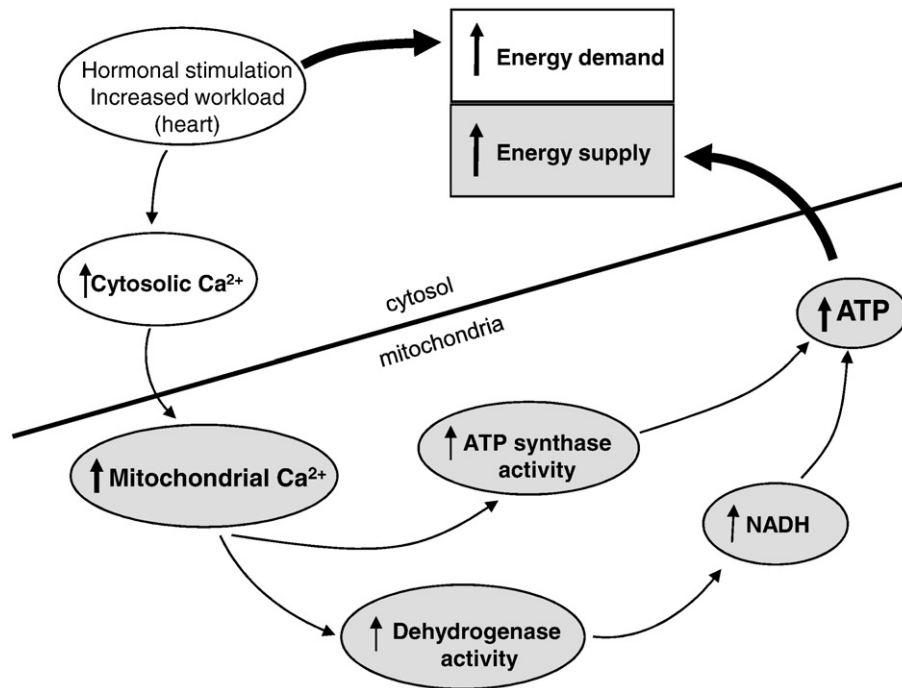 Hormonal stimulation
Increased workload
(heart)
↑ Energy demand
↑ Energy supply
↑Cytosolic Ca²⁺
cytosol
mitochondria
↑ ATP
↑ Mitochondrial Ca²⁺
↑ ATP synthase
activity
↑ NADH
↑ Dehydrogenase
activity